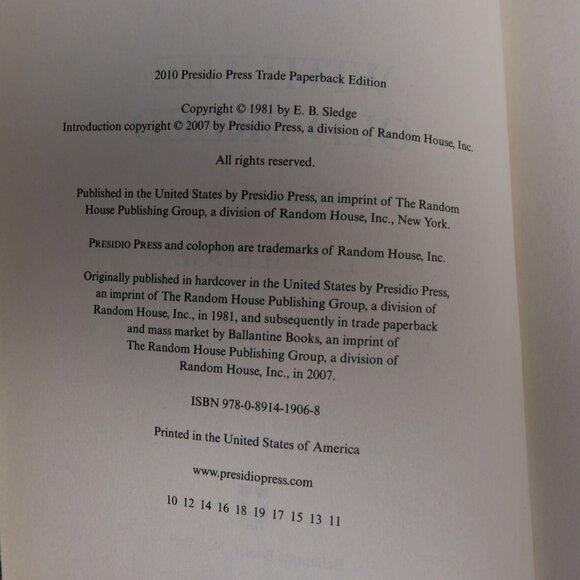 2010 Presidio Press Trade Paperback Edition
Copyright © 1981 by E. B. Sledge
Introduction copyright © 2007 by Presidio Press, a division of Random House, Inc.
All rights reserved.
Published in the United States by Presidio Press, an imprint of The Random
House Publishing Group, a division of Random House, Inc., New York.
PRESIDIO PRESS and colophon are trademarks of Random House, Inc.
Originally published in hardcover in the United States by Presidio Press,
an imprint of The Random House Publishing Group, a division of
Random House, Inc., in 1981, and subsequently in trade paperback
and mass market by Ballantine Books, an imprint of
The Random House Publishing Group, a division of
Random House, Inc., in 2007.
ISBN 978-0-8914-1906-8
Printed in the United States of America
www.presidiopress.com
10 12 14 16 18 19 17 15 13 11